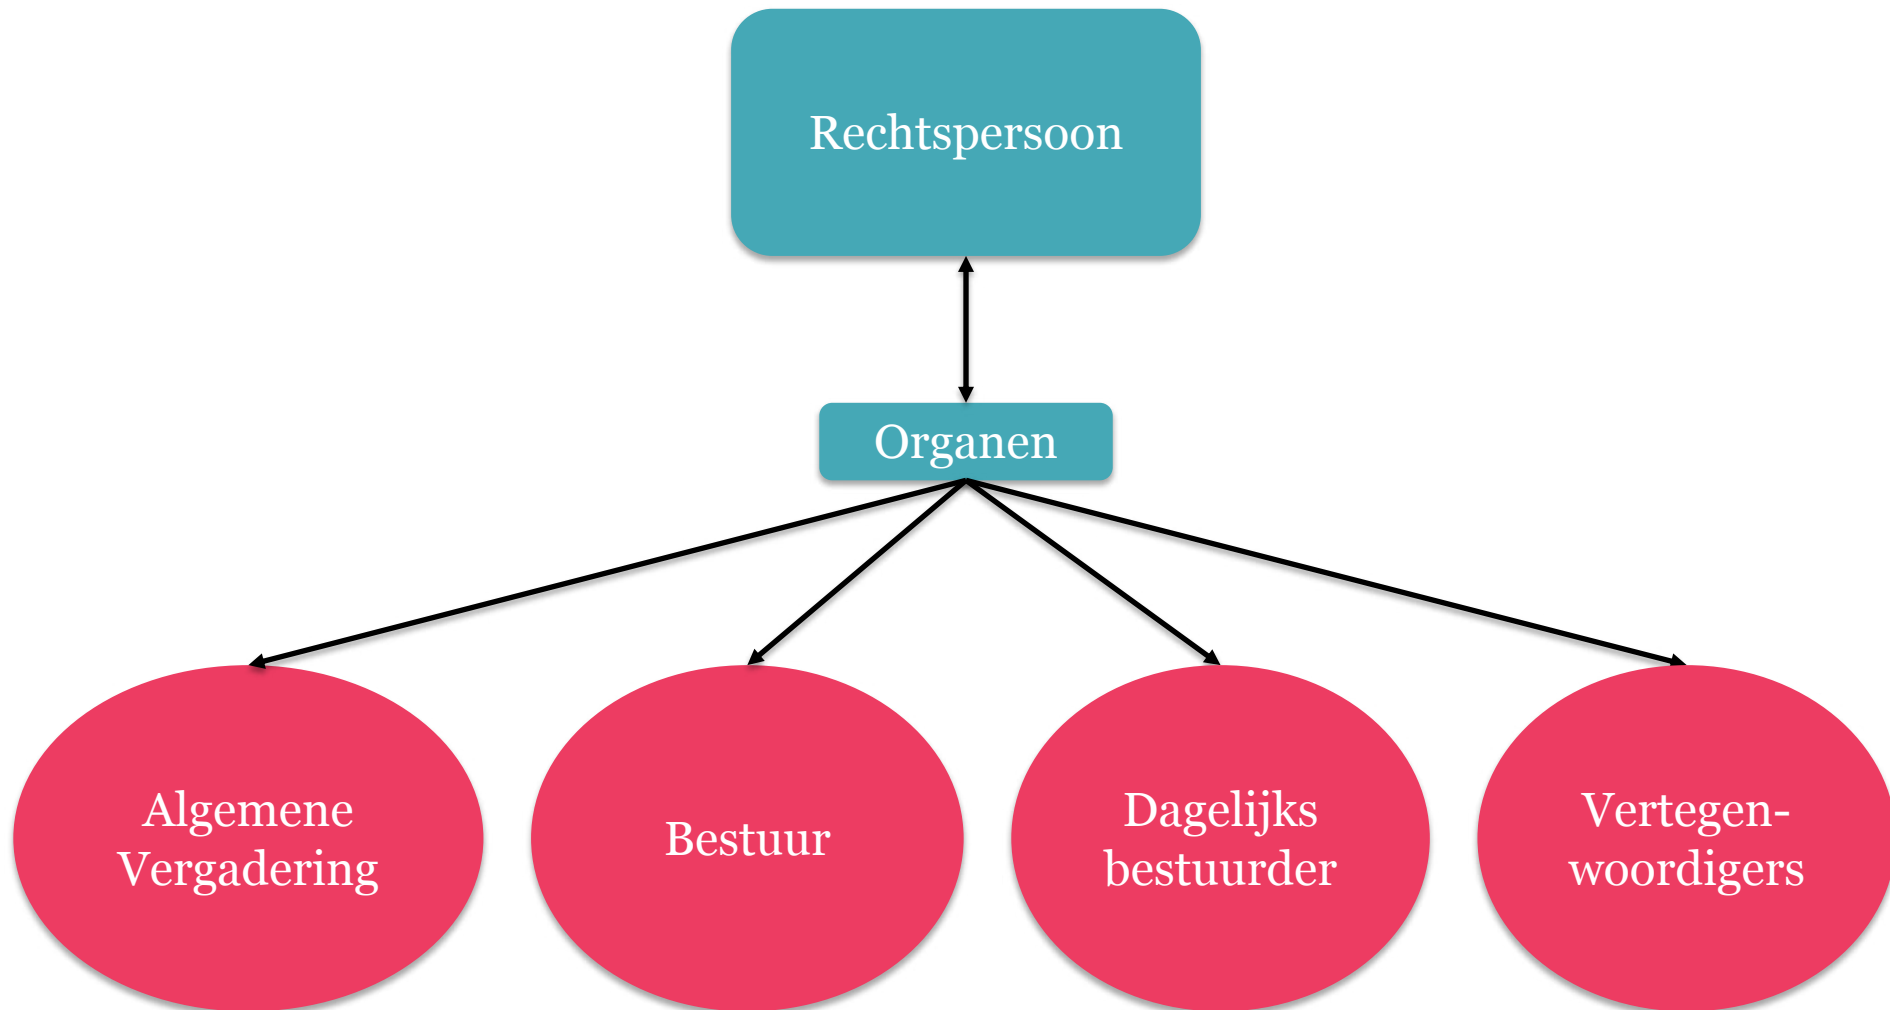 Rechtspersoon
Organen
Algemene
Vergadering
Bestuur
Dagelijks
bestuurder
Vertegen-
woordigers